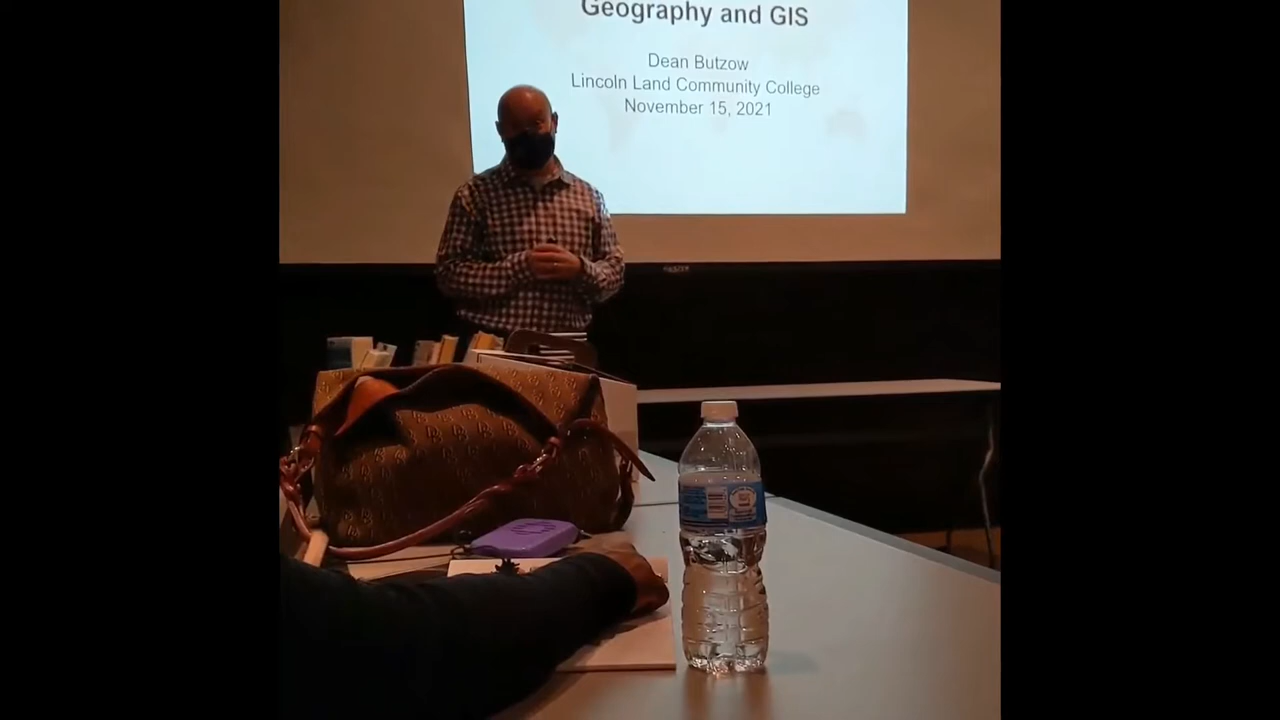 Geography and GIS
Dean Butzow
Lincoln Land Community College
November 15, 2021